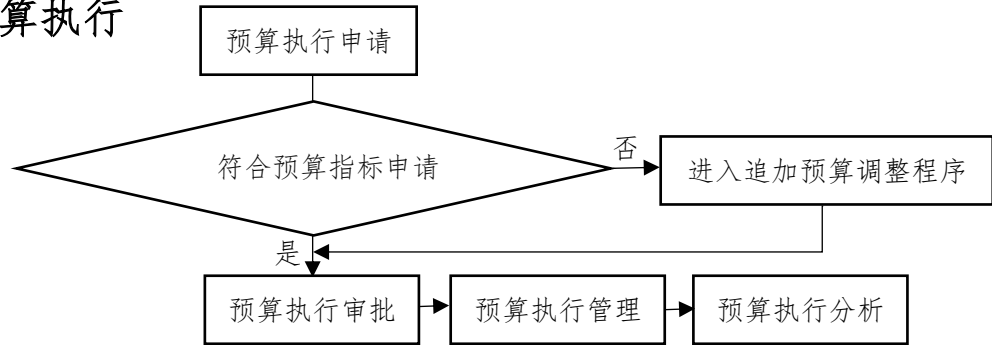 算执行
预算执行申请
符合预算指标申请
否
进入追加预算调整程序
是
预算执行审批
预算执行管理
预算执行分析